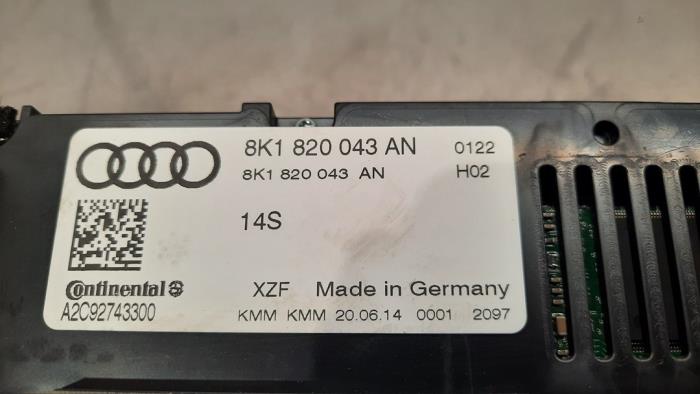 8K1 820 043 AN 0122
8K1 820 043 AN H02
14S
Continental XZF Made in Germany
A2C92743300 KMM KMM 20.06.14 0001 2097